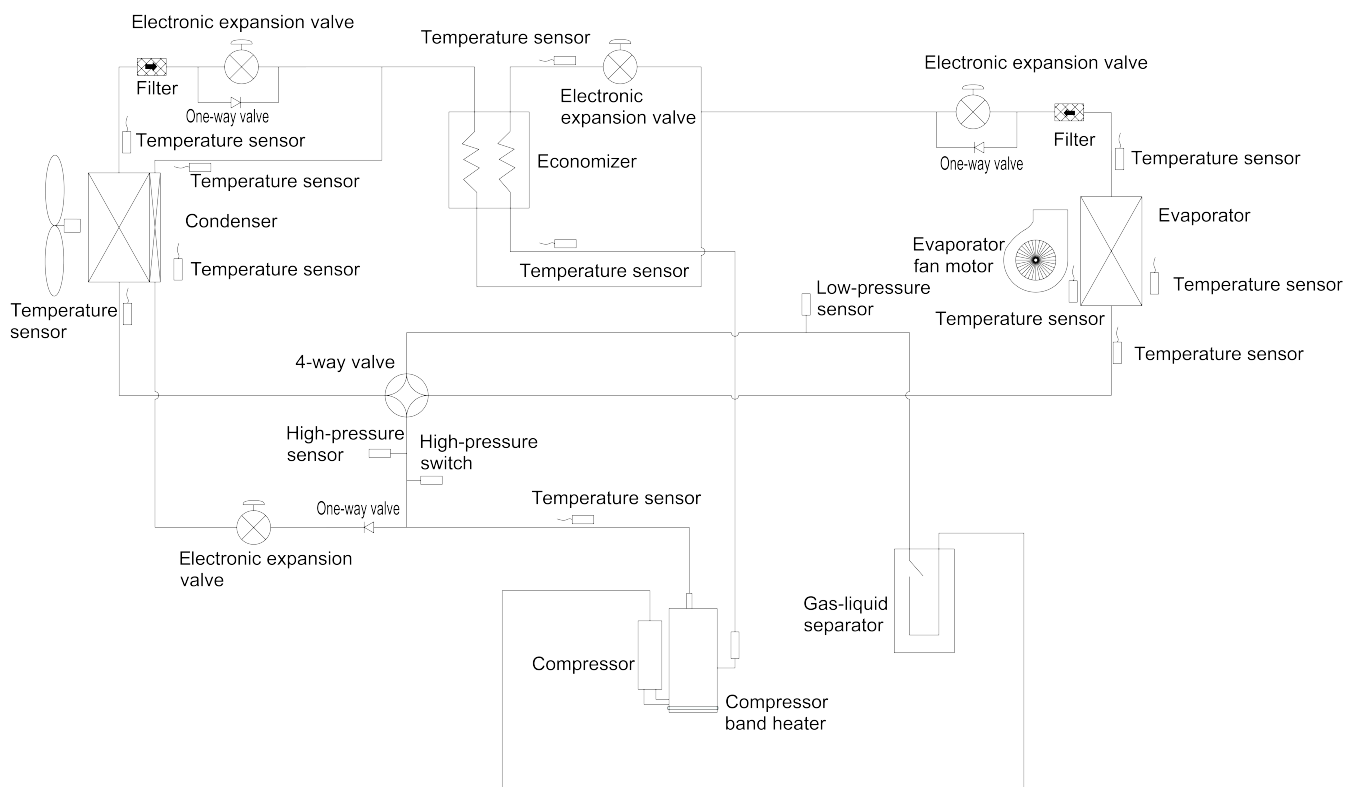 Electronic expansion valve
Temperature sensor
Electronic expansion valve
Filter
Electronic
expansion valve
One-way valve
Temperature sensor
Filter
One-way valve
Temperature sensor
Economizer
Temperature sensor
Condenser
Evaporator
Evaporator
fan motor
Temperature sensor
Temperature sensor
Temperature sensor
Low-pressure
sensor
Temperature
sensor
Temperature sensor
Temperature sensor
4-way valve
High-pressure
sensor
High-pressure
switch
Temperature sensor
One-way valve
Electronic expansion
valve
Gas-liquid
separator
Compressor
Compressor
band heater